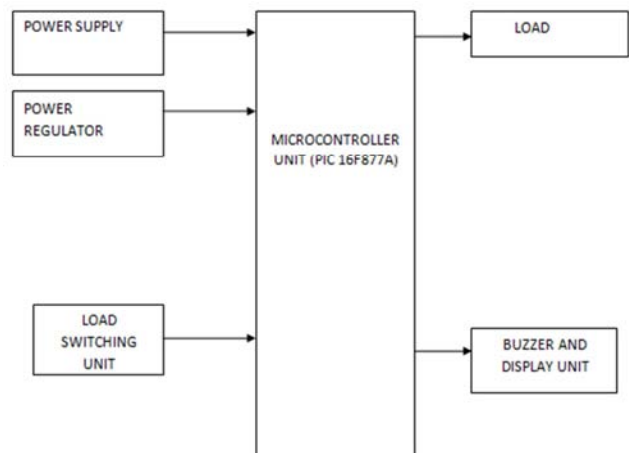 POWER SUPPLY
POWER
REGULATOR
LOAD
SWITCHING
UNIT
MICROCONTROLLER
UNIT (PIC 16F877A)
LOAD
BUZZER AND
DISPLAY UNIT